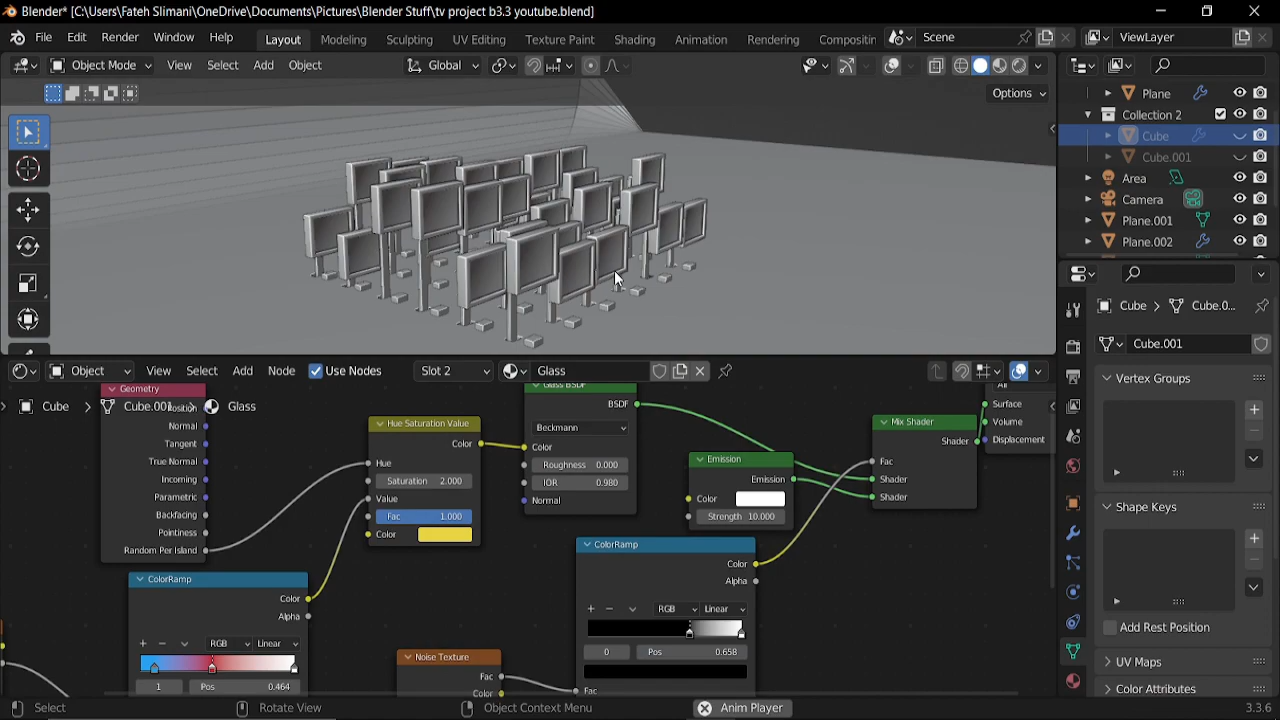 Blender* [C:\Users\Fateh Slimani\OneDrive\Documents\Pictures\Blender Stuff\tv project b3.3 youtube.blend]
File Edit Render Window Help Layout Modeling Sculpting UV Editing Texture Paint Shading Animation Rendering Compositin Scene ViewLayer
Object Mode View Select Add Object Global
Options
Plane
Collection 2
Cube
Cube.001
Area
Camera
Plane.001
Plane.002
Cube Cube.0...
Cube.001
Vertex Groups
Shape Keys
Add Rest Position
UV Maps
Color Attributes
Object View Select Add Node Use Nodes Slot 2 Glass
Cube Cube.001 Glass
Geometry
Position
Normal
Tangent
True Normal
Incoming
Parametric
Backfacing
Pointiness
Random Per Island
ColorRamp
Color
Alpha
RGB Linear
1 Pos 0.464
Hue Saturation Value
Color
Hue
Saturation 2.000
Value
Fac 1.000
Color
Glass BSDF
BSDF
Beckmann
Color
Roughness 0.000
IOR 0.980
Normal
Emission
Emission
Color
Strength 10.000
ColorRamp
Color
Alpha
RGB Linear
0 Pos 0.658
Fac
Noise Texture
Fac
Color
Mix Shader
Shader
Fac
Shader
Shader
All
Surface
Volume
Displacement
Select Rotate View Object Context Menu Anim Player 3.3.6